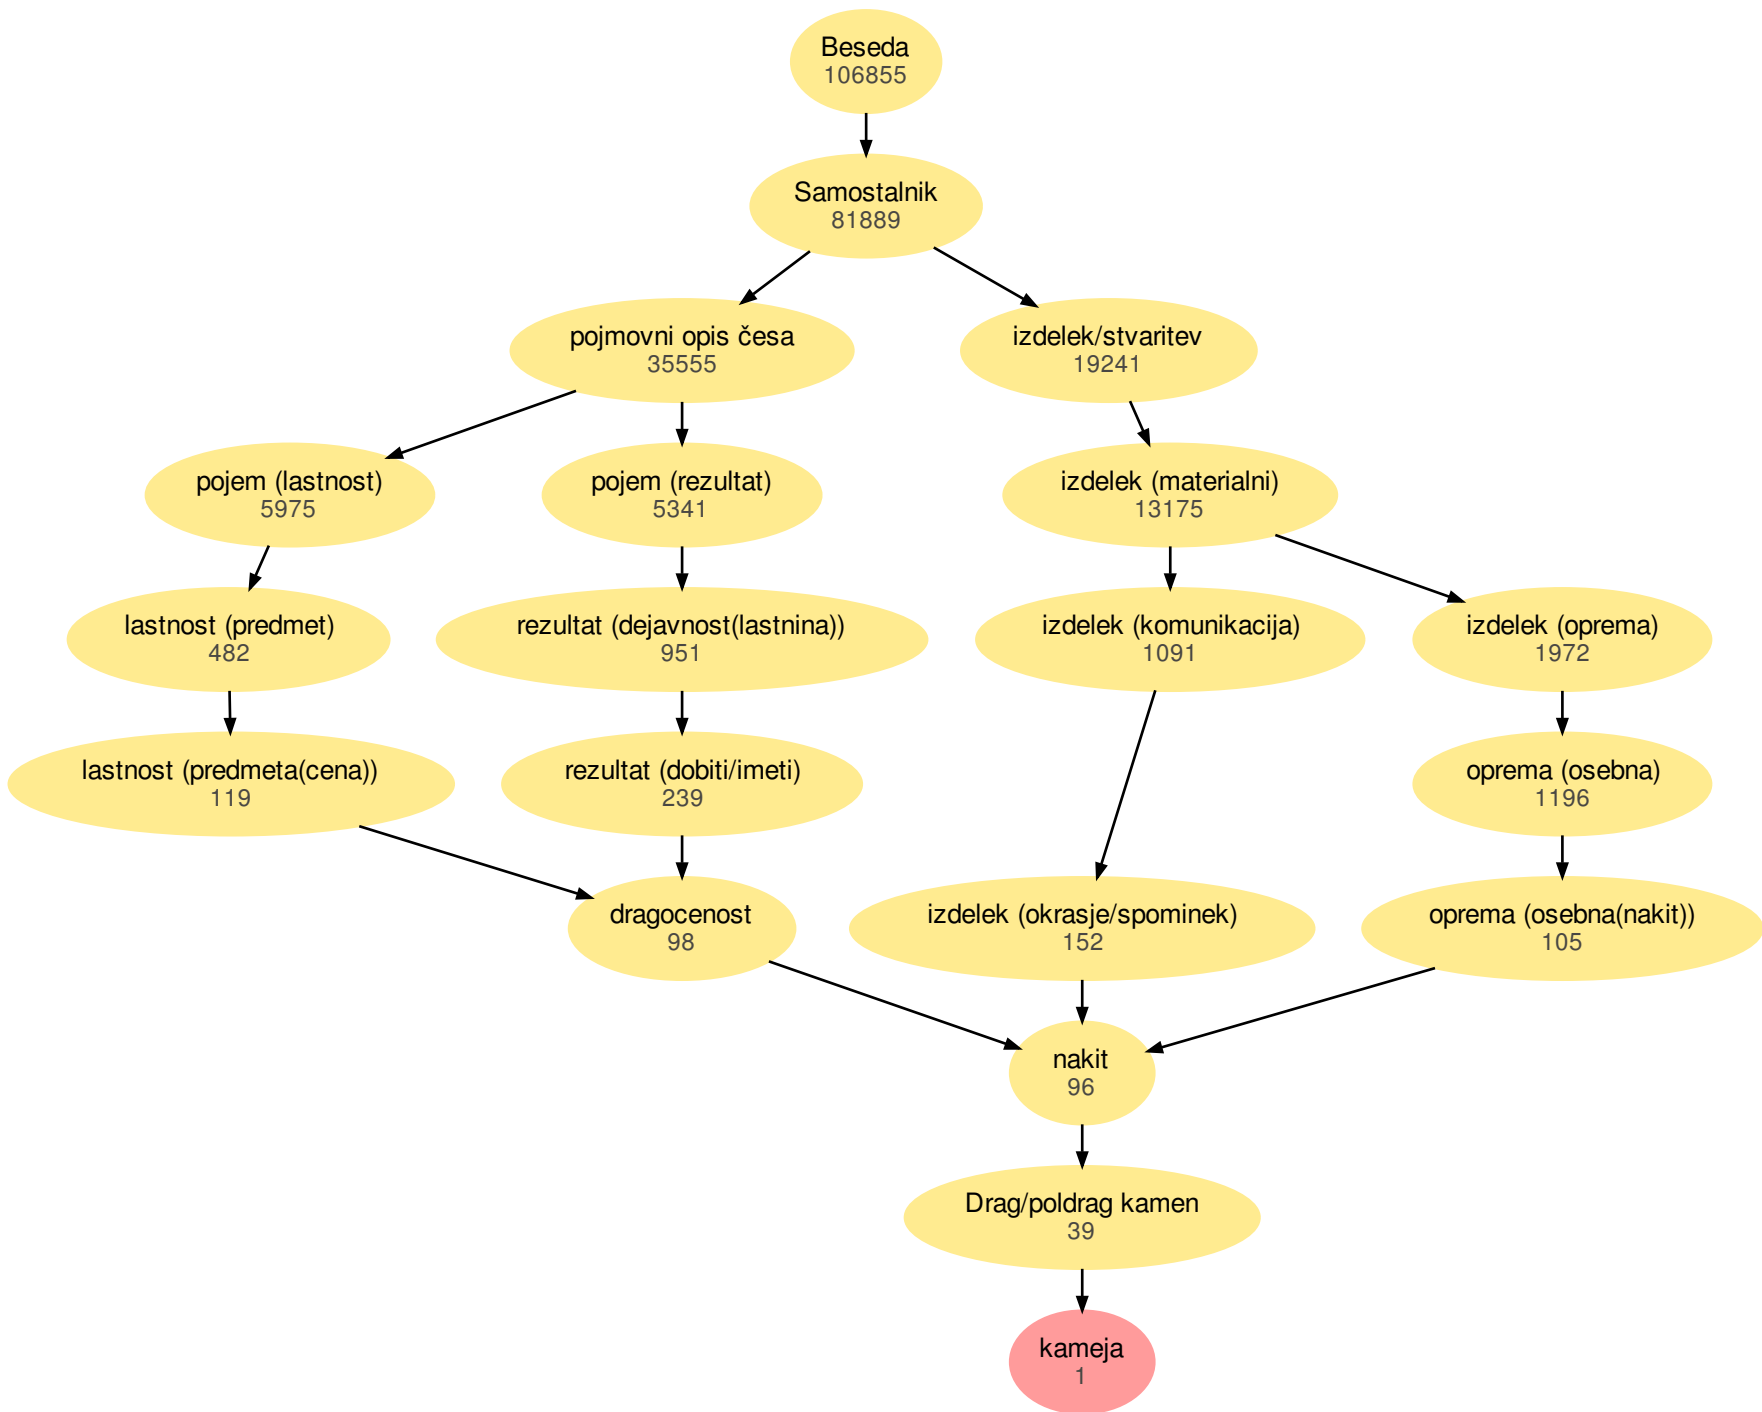 Beseda
106855
Samostalnik
81889
pojmovni opis česa
35555
izdelek/stvaritev
19241
pojem (lastnost)
5975
pojem (rezultat)
5341
izdelek (materialni)
13175
lastnost (predmet)
482
rezultat (dejavnost(lastnina))
951
izdelek (komunikacija)
1091
izdelek (oprema)
1972
lastnost (predmeta(cena))
119
rezultat (dobiti/imeti)
239
oprema (osebna)
1196
dragocenost
98
izdelek (okrasje/spominek)
152
oprema (osebna(nakit))
105
nakit
96
Drag/poldrag kamen
39
kameja
1